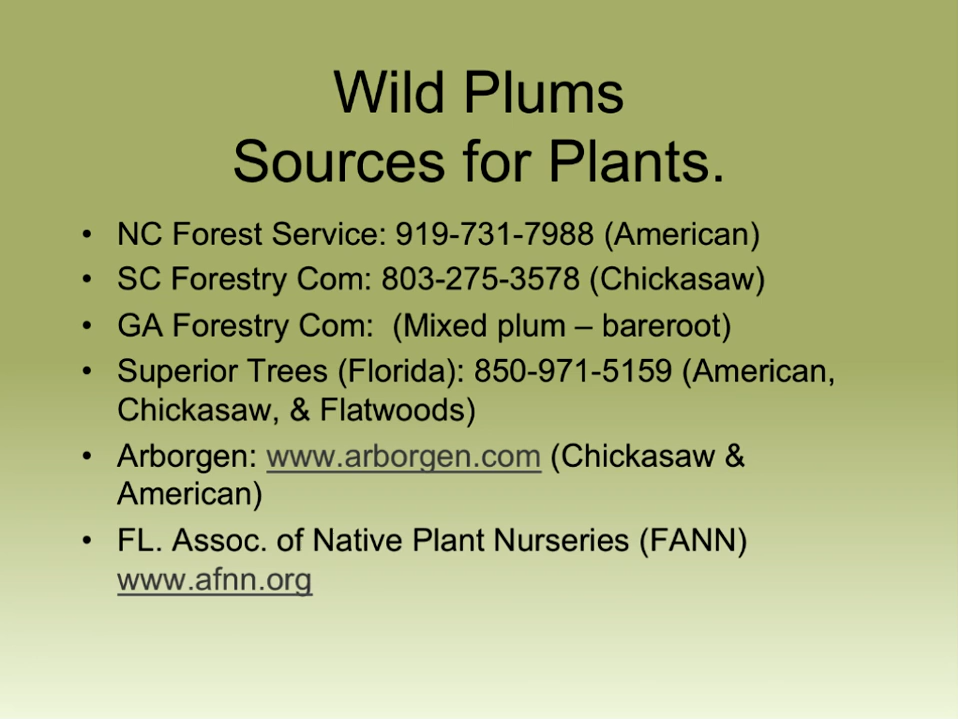 Wild Plums
Sources for Plants.
• NC Forest Service: 919-731-7988 (American)
• SC Forestry Com: 803-275-3578 (Chickasaw)
• GA Forestry Com:  (Mixed plum – bareroot)
• Superior Trees (Florida): 850-971-5159 (American,
Chickasaw, & Flatwoods)
• Arborgen: www.arborgen.com (Chickasaw &
American)
• FL. Assoc. of Native Plant Nurseries (FANN)
www.afnn.org